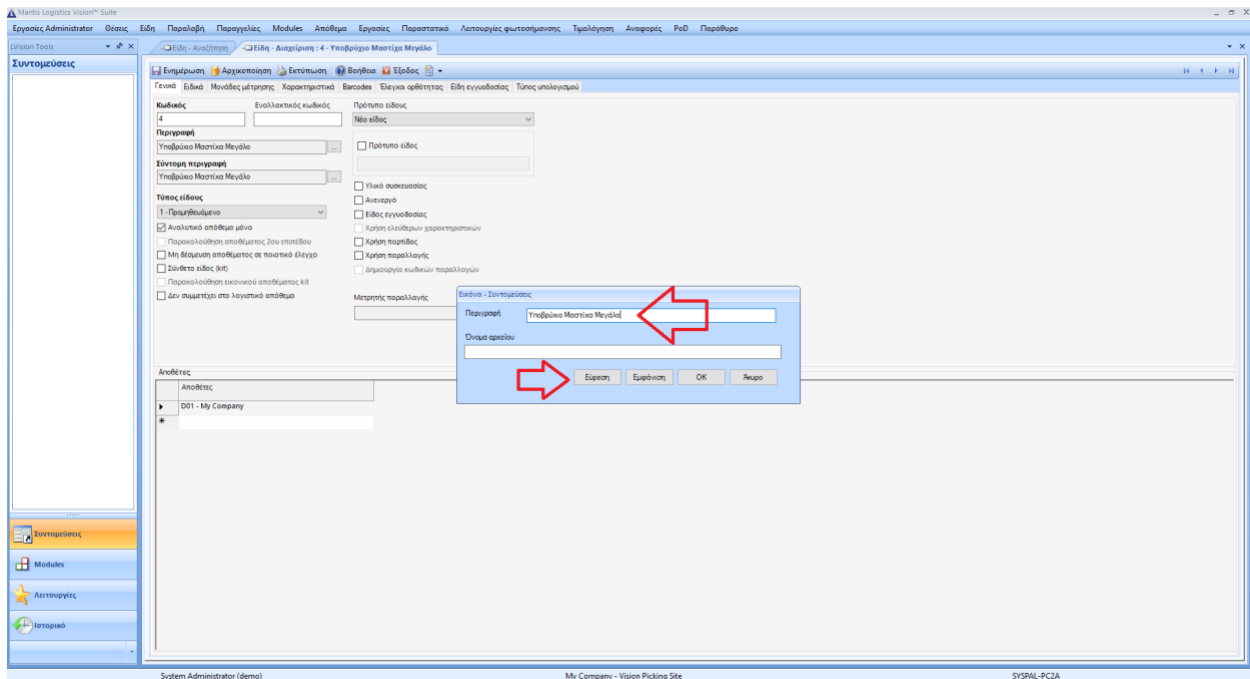 Mantis Logistics Vision™ Suite
Εργασίες Administrator Θέσεις Είδη Παραλαβή Παραγγελίες Modules Απόθεμα Εργασίες Παραστατικά Λειτουργίες φωτοσήμανσης Τιμολόγηση Αναφορές PoD Παράθυρο
LVision Tools
Είδη - Αναζήτηση Είδη - Διαχείριση : 4 - Υποβρύχιο Μαστίχα Μεγάλο
Συντομεύσεις
Ενημέρωση Αρχικοποίηση Εκτύπωση Βοήθεια Έξοδος
Γενικά Ειδικά Μονάδες μέτρησης Χαρακτηριστικά Barcodes Έλεγχοι ορθότητας Είδη εγγυοδοσίας Τύπος υπολογισμού
Κωδικός Εναλλακτικός κωδικός Πρότυπο είδους
4 Νέο είδος
Περιγραφή
Υποβρύχιο Μαστίχα Μεγάλο ... Πρότυπο είδος
Σύντομη περιγραφή
Υποβρύχιο Μαστίχα Μεγάλο ...
Υλικό συσκευασίας
Τύπος είδους Ανενεργό
1 - Προμηθευόμενο Είδος εγγυοδοσίας
Αναλυτικό απόθεμα μόνο Χρήση ελεύθερων χαρακτηριστικών
Παρακολούθηση αποθέματος 2ου επιπέδου Χρήση παρτίδας
Μη δέσμευση αποθέματος σε ποιοτικό έλεγχο Χρήση παραλλαγής
Σύνθετο είδος (kit) Δημιουργία κωδικών παραλλαγών
Παρακολούθηση εικονικού αποθέματος kit
Δεν συμμετέχει στο λογιστικό απόθεμα Μετρητής παραλλαγής
Εικόνα - Συντομεύσεις
Περιγραφή Υποβρύχιο Μαστίχα Μεγάλο
Όνομα αρχείου
Εύρεση Εμφάνιση OK Άκυρο
Αποθέτες
Αποθέτες
D01 - My Company
Συντομεύσεις
Modules
Λειτουργίες
Ιστορικό
System Administrator (demo) My Company - Vision Picking Site SYSPAL-PC2A